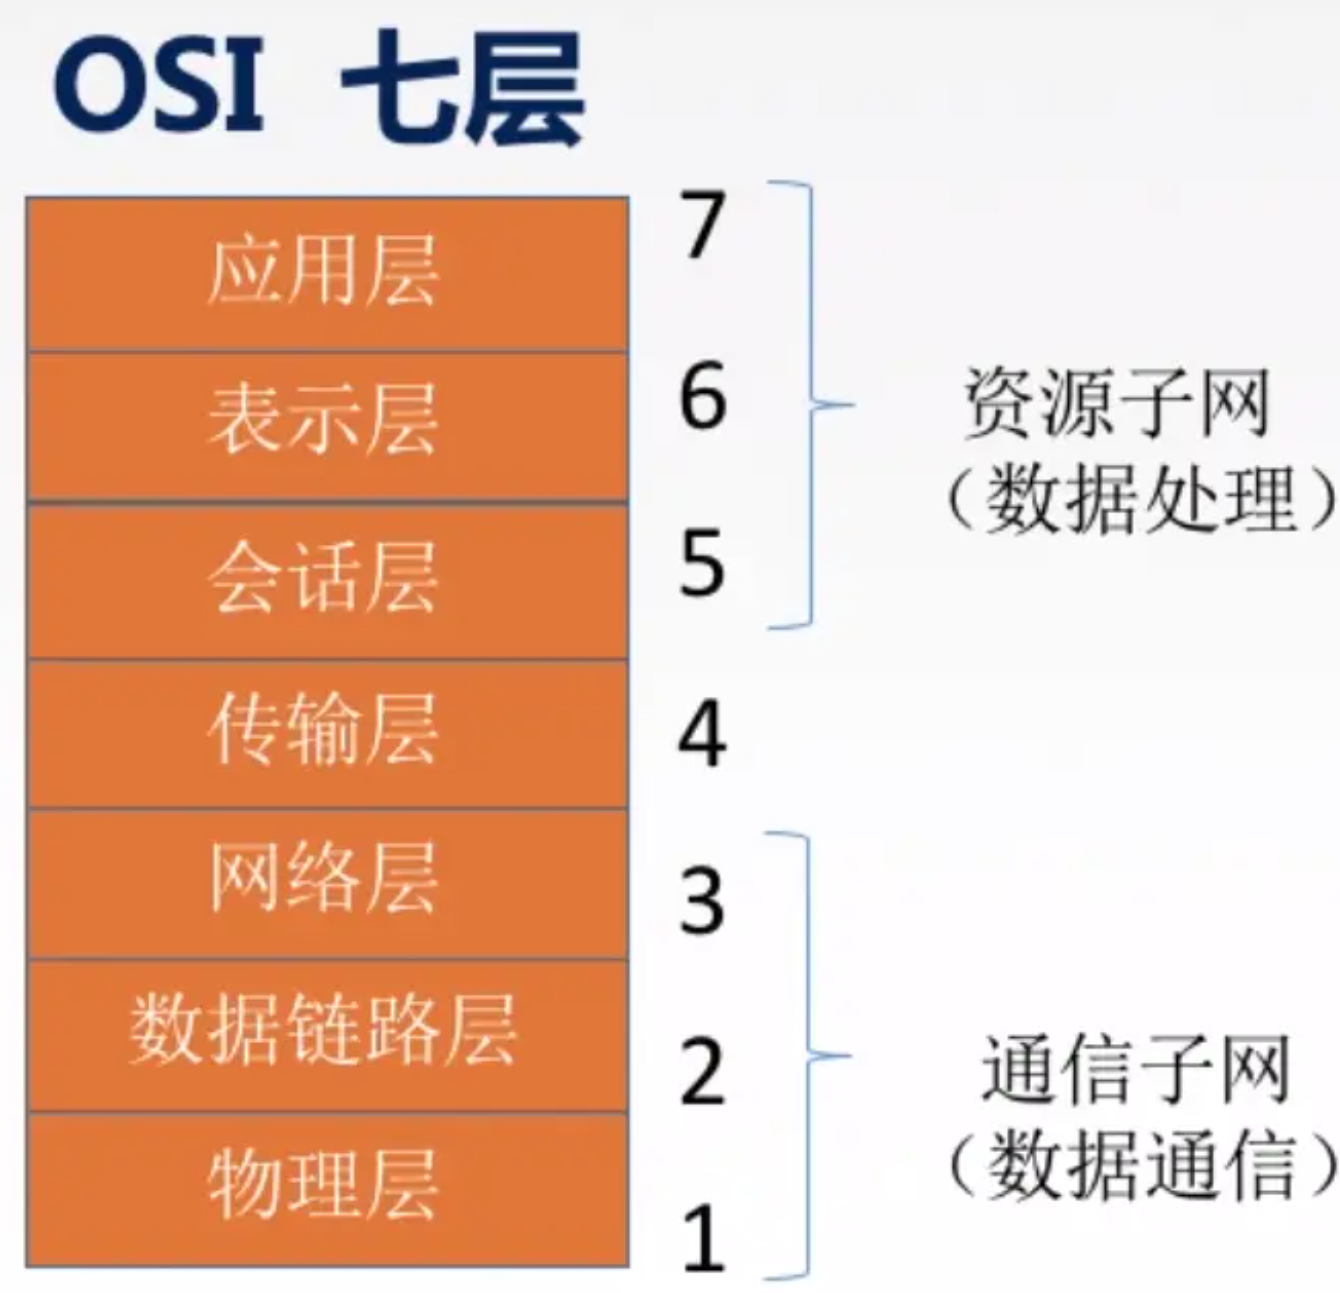 OSI 七层
应用层 7
表示层 6
会话层 5
资源子网
（数据处理）
传输层 4
网络层 3
数据链路层 2
物理层 1
通信子网
（数据通信）